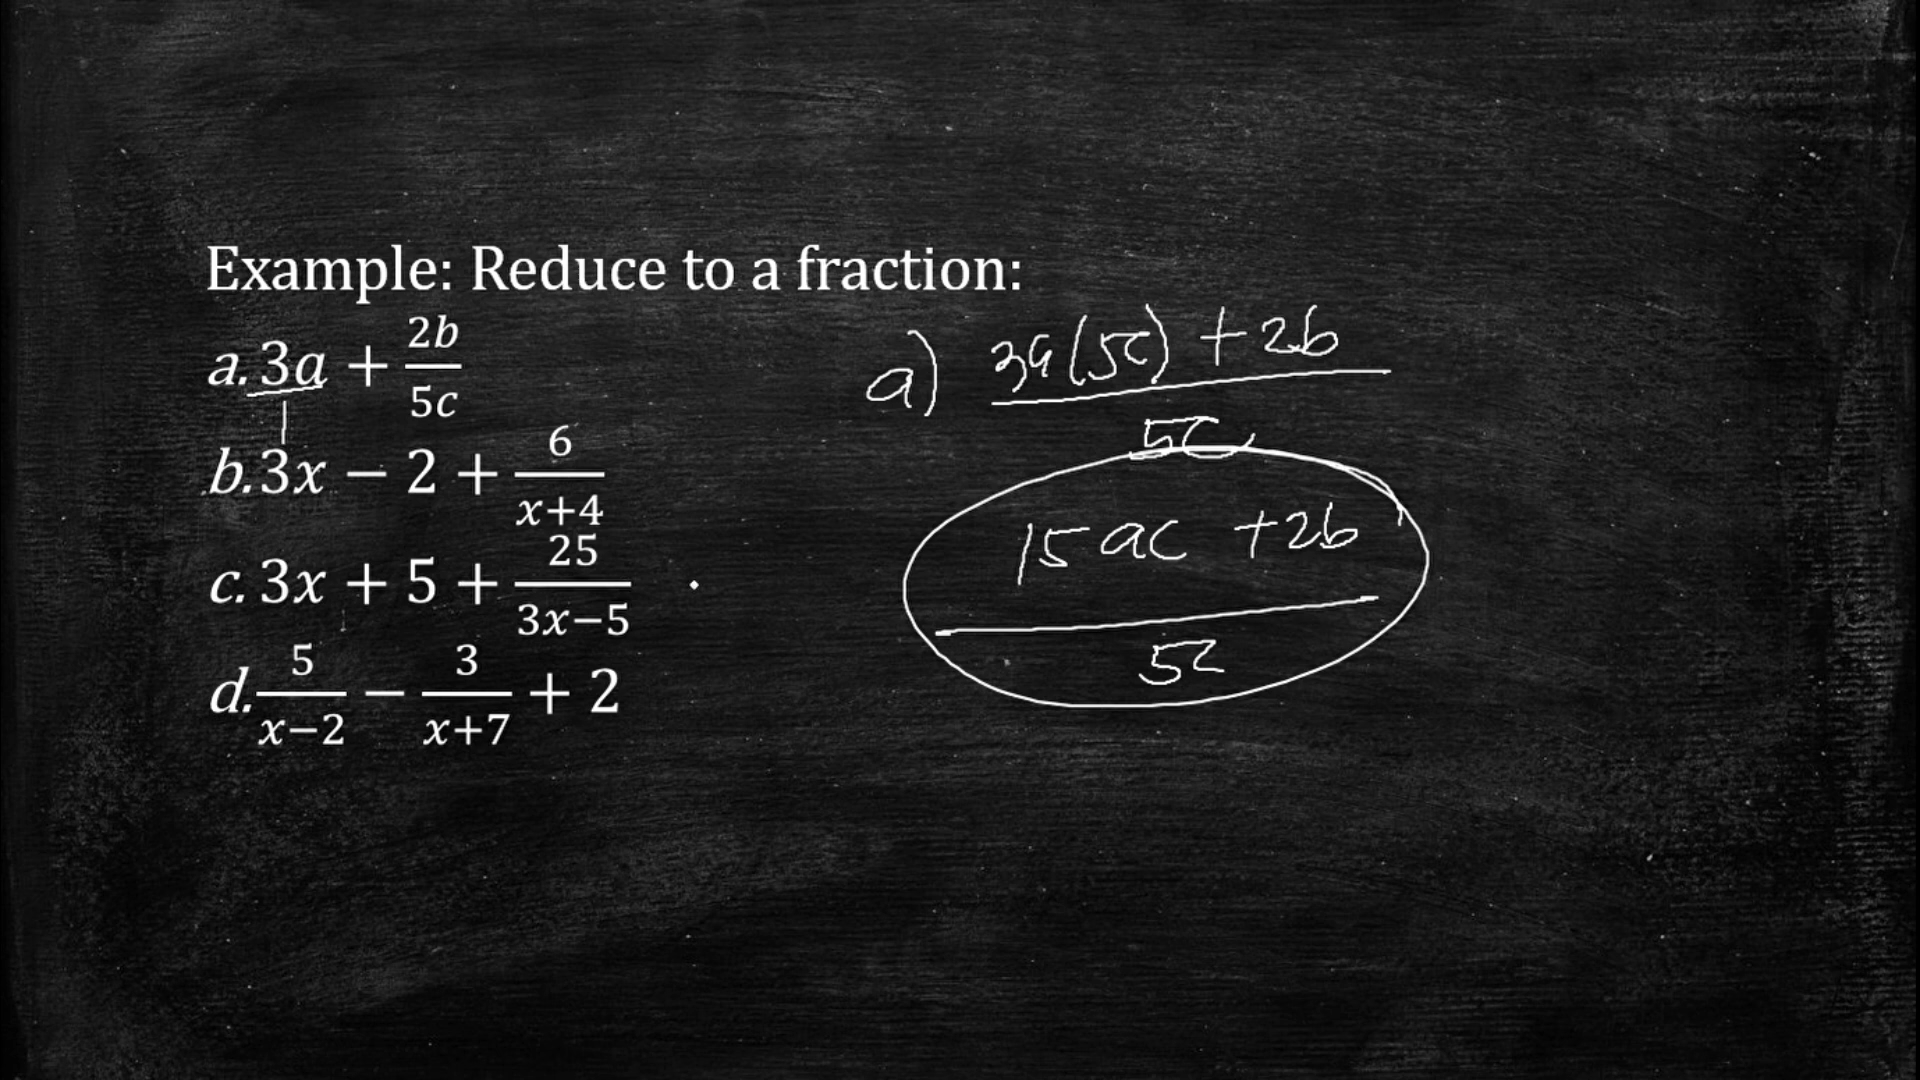 Example: Reduce to a fraction:
a. 3a + 2b/5c
1
b. 3x − 2 + 6/x+4
c. 3x + 5 + 25/3x−5
d. 5/x−2 − 3/x+7 + 2
a) 3a(5c) + 2b
5c
15ac + 2b
5c